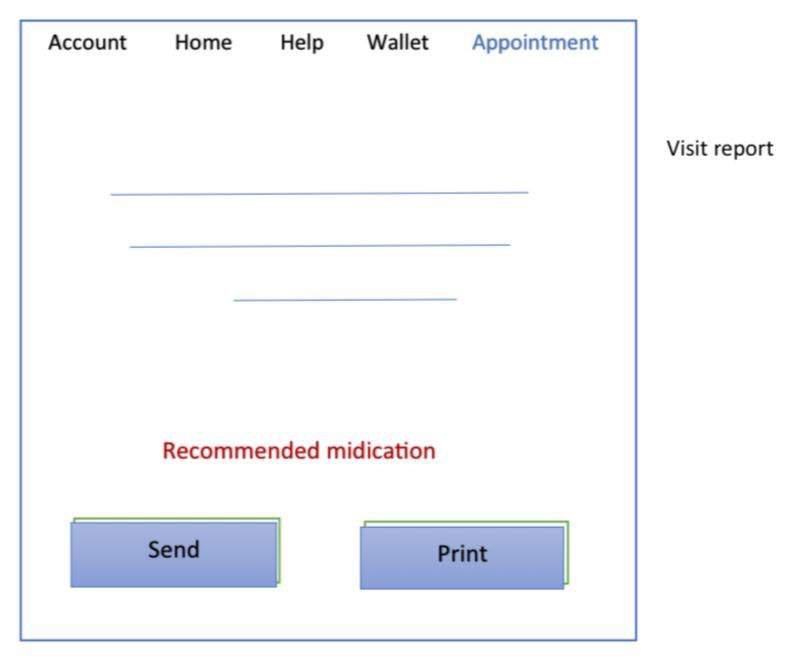 Account Home Help Wallet Appointment
Visit report
Recommended midication
Send Print